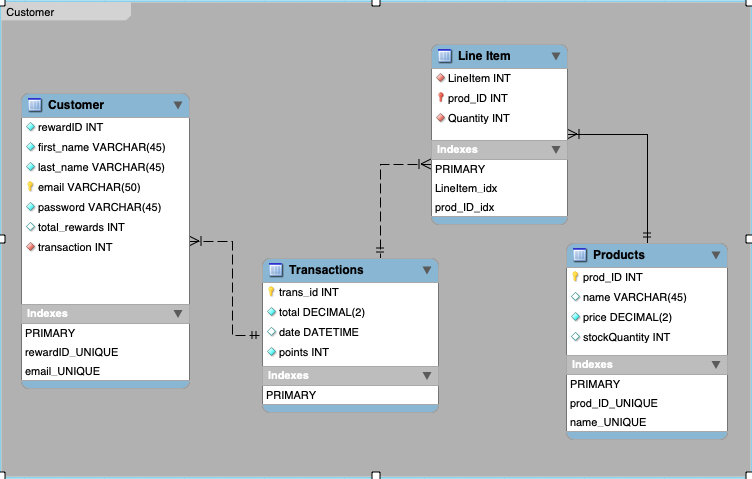 Customer
Customer
rewardID INT
first_name VARCHAR(45)
last_name VARCHAR(45)
email VARCHAR(50)
password VARCHAR(45)
total_rewards INT
transaction INT
Indexes
PRIMARY
rewardID_UNIQUE
email_UNIQUE
Transactions
trans_id INT
total DECIMAL(2)
date DATETIME
points INT
Indexes
PRIMARY
Line Item
LineItem INT
prod_ID INT
Quantity INT
Indexes
PRIMARY
LineItem_idx
prod_ID_idx
Products
prod_ID INT
name VARCHAR(45)
price DECIMAL(2)
stockQuantity INT
Indexes
PRIMARY
prod_ID_UNIQUE
name_UNIQUE